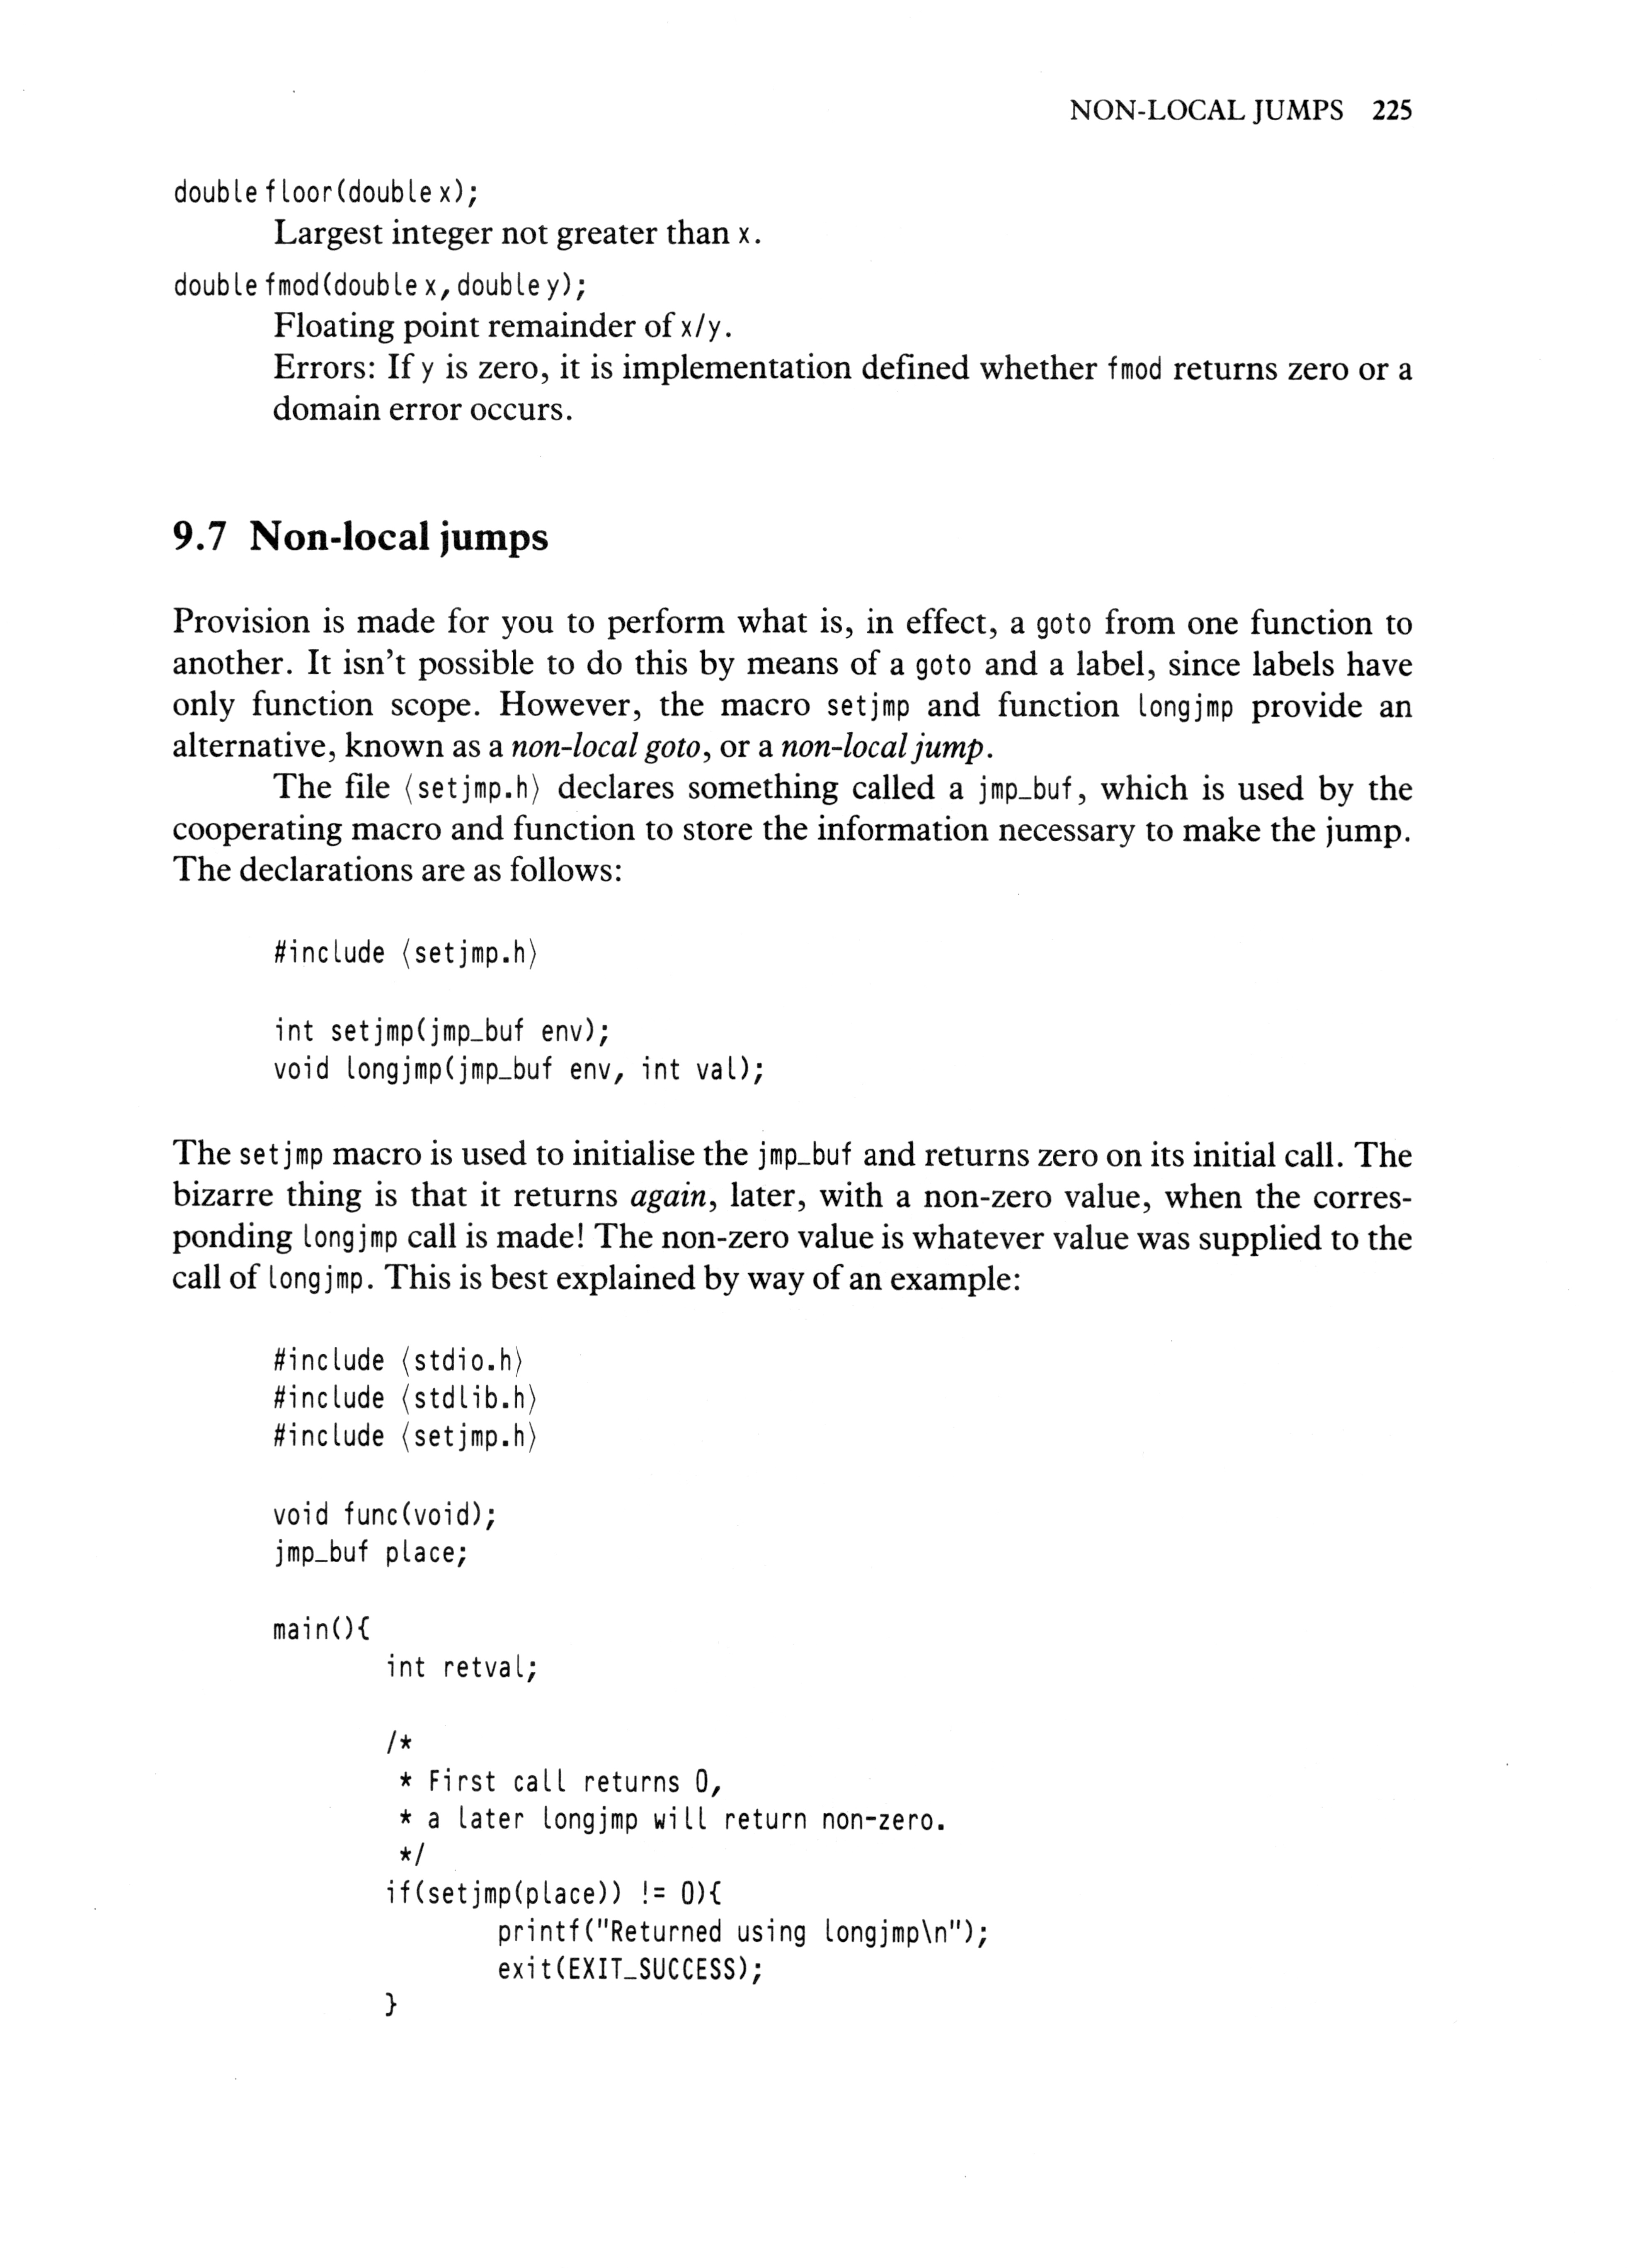 NON-LOCAL JUMPS 225
double floor(double x);
Largest integer not greater than x.
double fmod(double x, double y);
Floating point remainder of x/y.
Errors: If y is zero, it is implementation defined whether fmod returns zero or a
domain error occurs.
9.7 Non-local jumps
Provision is made for you to perform what is, in effect, a goto from one function to
another. It isn't possible to do this by means of a goto and a label, since labels have
only function scope. However, the macro setjmp and function longjmp provide an
alternative, known as a non-local goto, or a non-local jump.
The file ⟨setjmp.h⟩ declares something called a jmp_buf, which is used by the
cooperating macro and function to store the information necessary to make the jump.
The declarations are as follows:
#include ⟨setjmp.h⟩
int setjmp(jmp_buf env);
void longjmp(jmp_buf env, int val);
The setjmp macro is used to initialise the jmp_buf and returns zero on its initial call. The
bizarre thing is that it returns again, later, with a non-zero value, when the corres-
ponding longjmp call is made! The non-zero value is whatever value was supplied to the
call of longjmp. This is best explained by way of an example:
#include ⟨stdio.h⟩
#include ⟨stdlib.h⟩
#include ⟨setjmp.h⟩
void func(void);
jmp_buf place;
main(){
int retval;
/*
* First call returns 0,
* a later longjmp will return non-zero.
*/
if(setjmp(place)) != 0){
printf("Returned using longjmp\n");
exit(EXIT_SUCCESS);
}